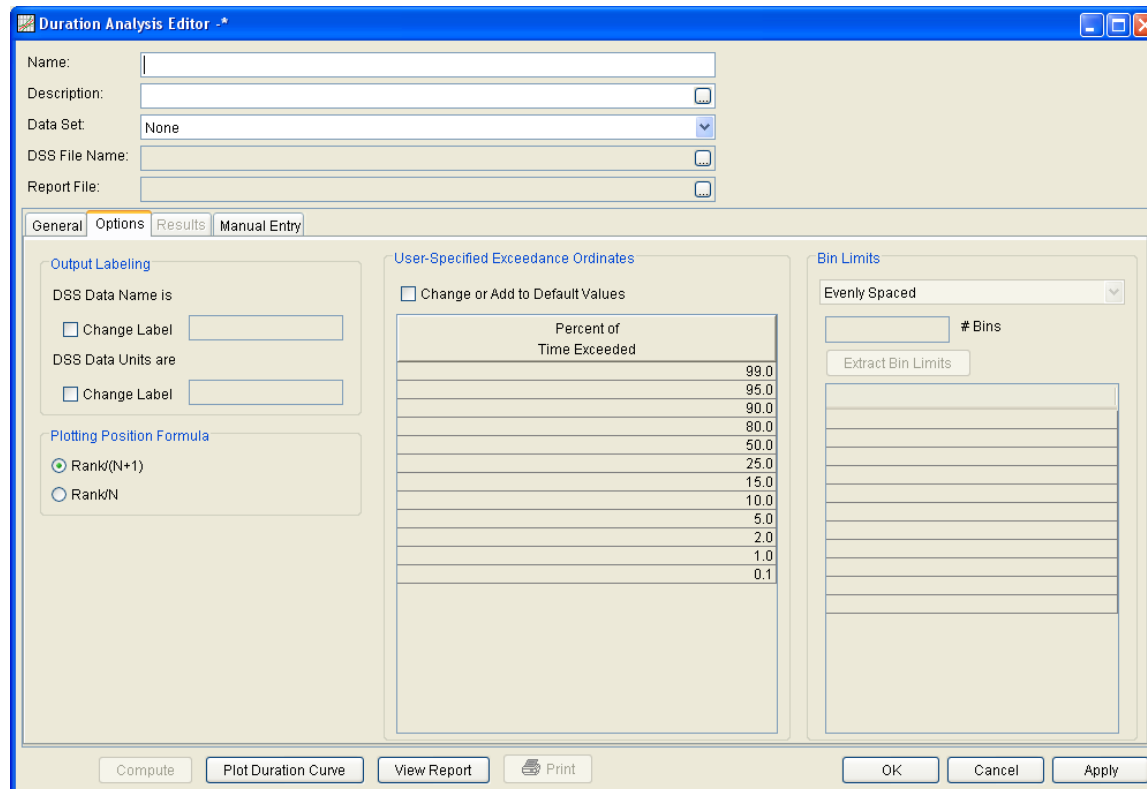 Duration Analysis Editor -*
Name:
Description:
...
Data Set:
None
DSS File Name:
...
Report File:
...
General
Options
Results
Manual Entry
Output Labeling
DSS Data Name is
Change Label
DSS Data Units are
Change Label
Plotting Position Formula
Rank/(N+1)
Rank/N
User-Specified Exceedance Ordinates
Change or Add to Default Values
Percent of
Time Exceeded
99.0
95.0
90.0
80.0
50.0
25.0
15.0
10.0
5.0
2.0
1.0
0.1
Bin Limits
Evenly Spaced
# Bins
Extract Bin Limits
Compute
Plot Duration Curve
View Report
Print
OK
Cancel
Apply